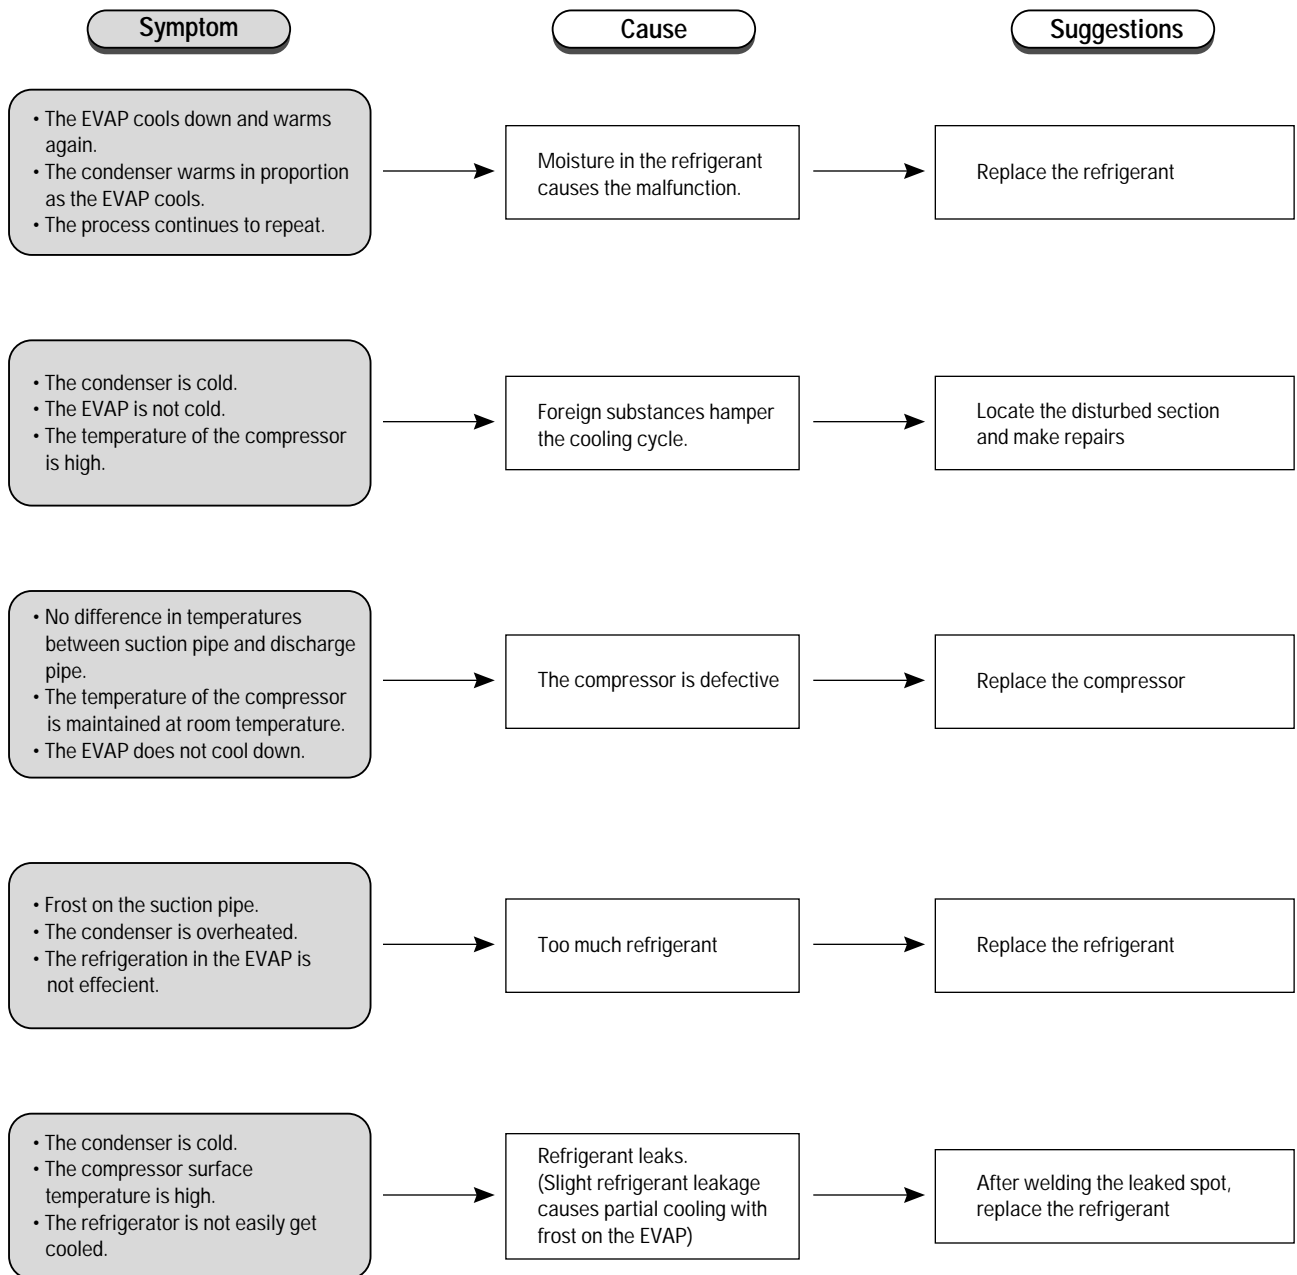 Symptom
Cause
Suggestions
• The EVAP cools down and warms
again.
• The condenser warms in proportion
as the EVAP cools.
• The process continues to repeat.
Moisture in the refrigerant
causes the malfunction.
Replace the refrigerant
• The condenser is cold.
• The EVAP is not cold.
• The temperature of the compressor
is high.
Foreign substances hamper
the cooling cycle.
Locate the disturbed section
and make repairs
• No difference in temperatures
between suction pipe and discharge
pipe.
• The temperature of the compressor
is maintained at room temperature.
• The EVAP does not cool down.
The compressor is defective
Replace the compressor
• Frost on the suction pipe.
• The condenser is overheated.
• The refrigeration in the EVAP is
not effecient.
Too much refrigerant
Replace the refrigerant
• The condenser is cold.
• The compressor surface
temperature is high.
• The refrigerator is not easily get
cooled.
Refrigerant leaks.
(Slight refrigerant leakage
causes partial cooling with
frost on the EVAP)
After welding the leaked spot,
replace the refrigerant